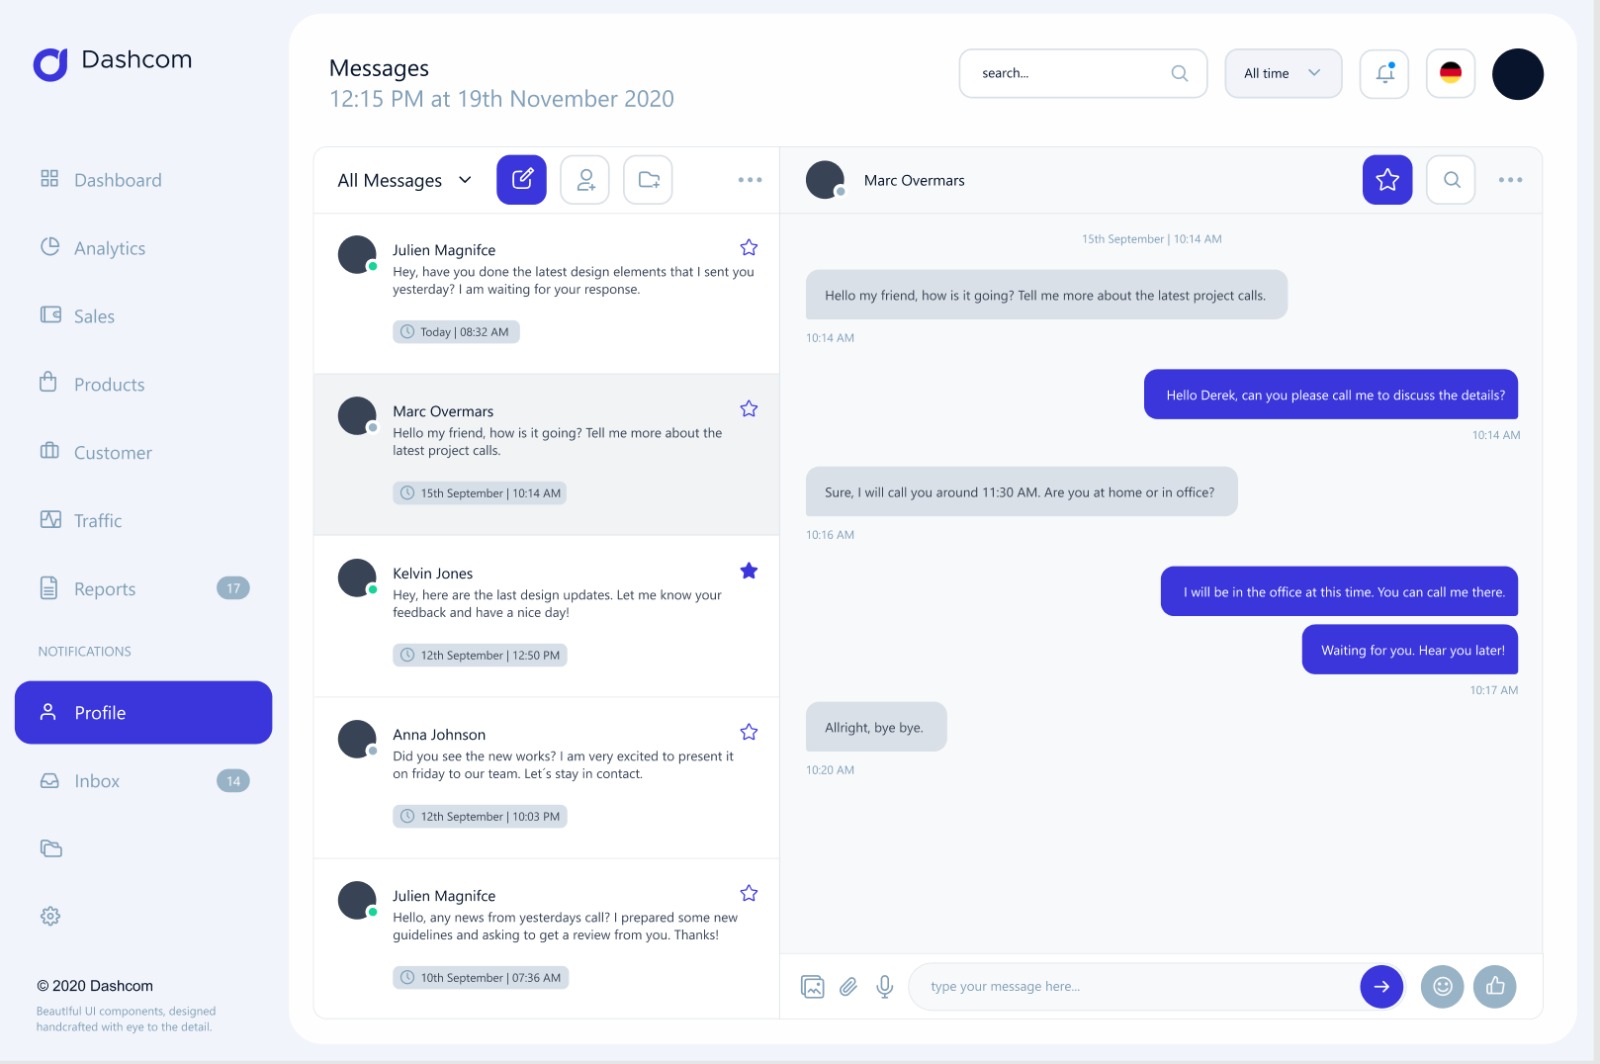 Dashcom
Dashboard
Analytics
Sales
Products
Customer
Traffic
Reports 17
NOTIFICATIONS
Profile
Inbox 14
© 2020 Dashcom
Beautiful UI components, designed
handcrafted with eye to the detail.
Messages
12:15 PM at 19th November 2020
search...
All time
All Messages
Julien Magnifce
Hey, have you done the latest design elements that I sent you
yesterday? I am waiting for your response.
Today | 08:32 AM
Marc Overmars
Hello my friend, how is it going? Tell me more about the
latest project calls.
15th September | 10:14 AM
Kelvin Jones
Hey, here are the last design updates. Let me know your
feedback and have a nice day!
12th September | 12:50 PM
Anna Johnson
Did you see the new works? I am very excited to present it
on friday to our team. Let´s stay in contact.
12th September | 10:03 PM
Julien Magnifce
Hello, any news from yesterdays call? I prepared some new
guidelines and asking to get a review from you. Thanks!
10th September | 07:36 AM
Marc Overmars
15th September | 10:14 AM
Hello my friend, how is it going? Tell me more about the latest project calls.
10:14 AM
Hello Derek, can you please call me to discuss the details?
10:14 AM
Sure, I will call you around 11:30 AM. Are you at home or in office?
10:16 AM
I will be in the office at this time. You can call me there.
Waiting for you. Hear you later!
10:17 AM
Allright, bye bye.
10:20 AM
type your message here...